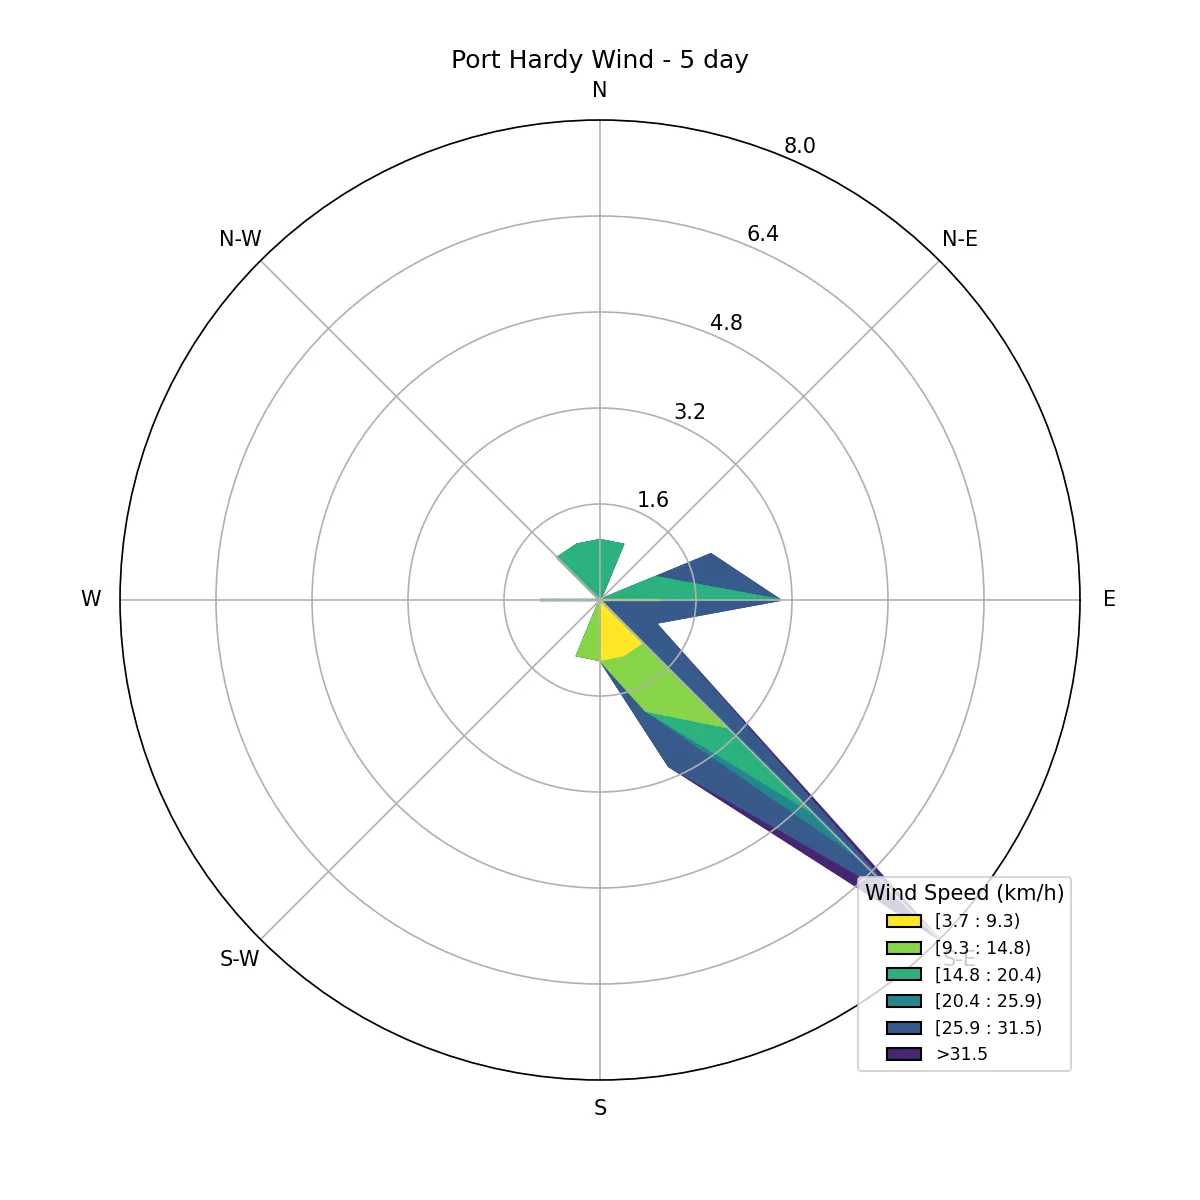 Port Hardy Wind - 5 day
N
8.0
N-W
6.4
N-E
4.8
3.2
1.6
W
E
Wind Speed (km/h)
[3.7 : 9.3)
[9.3 : 14.8)
S-W
S-E
[14.8 : 20.4)
[20.4 : 25.9)
[25.9 : 31.5)
>31.5
S